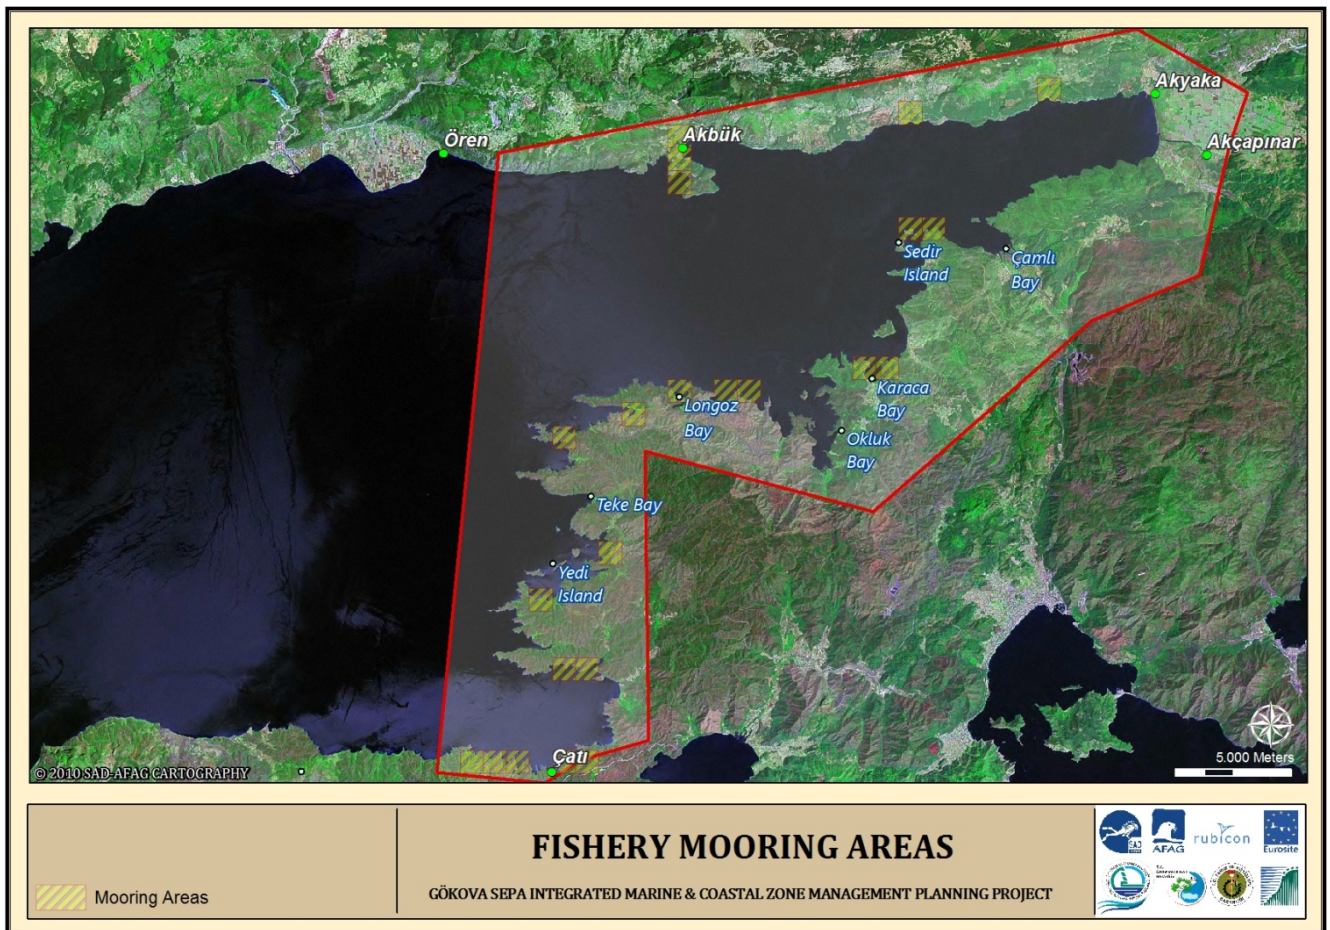 Akyaka
Akbük
Ören
Akçapınar
Sedir
Island
Çamlı
Bay
Karaca
Bay
Longoz
Bay
Okluk
Bay
Teke Bay
Yedi
Island
Çatı
5.000 Meters
© 2010 SAD-AFAG CARTOGRAPHY
Mooring Areas
FISHERY MOORING AREAS
GÖKOVA SEPA INTEGRATED MARINE & COASTAL ZONE MANAGEMENT PLANNING PROJECT
SAD
AFAG
rubicon
Eurosite